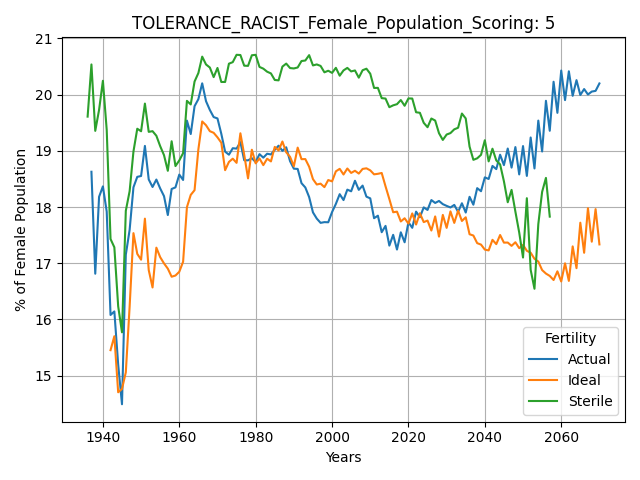 TOLERANCE_RACIST_Female_Population_Scoring: 5
% of Female Population
21
20
19
18
17
16
15
1940 1960 1980 2000 2020 2040 2060
Years
Fertility
Actual
Ideal
Sterile